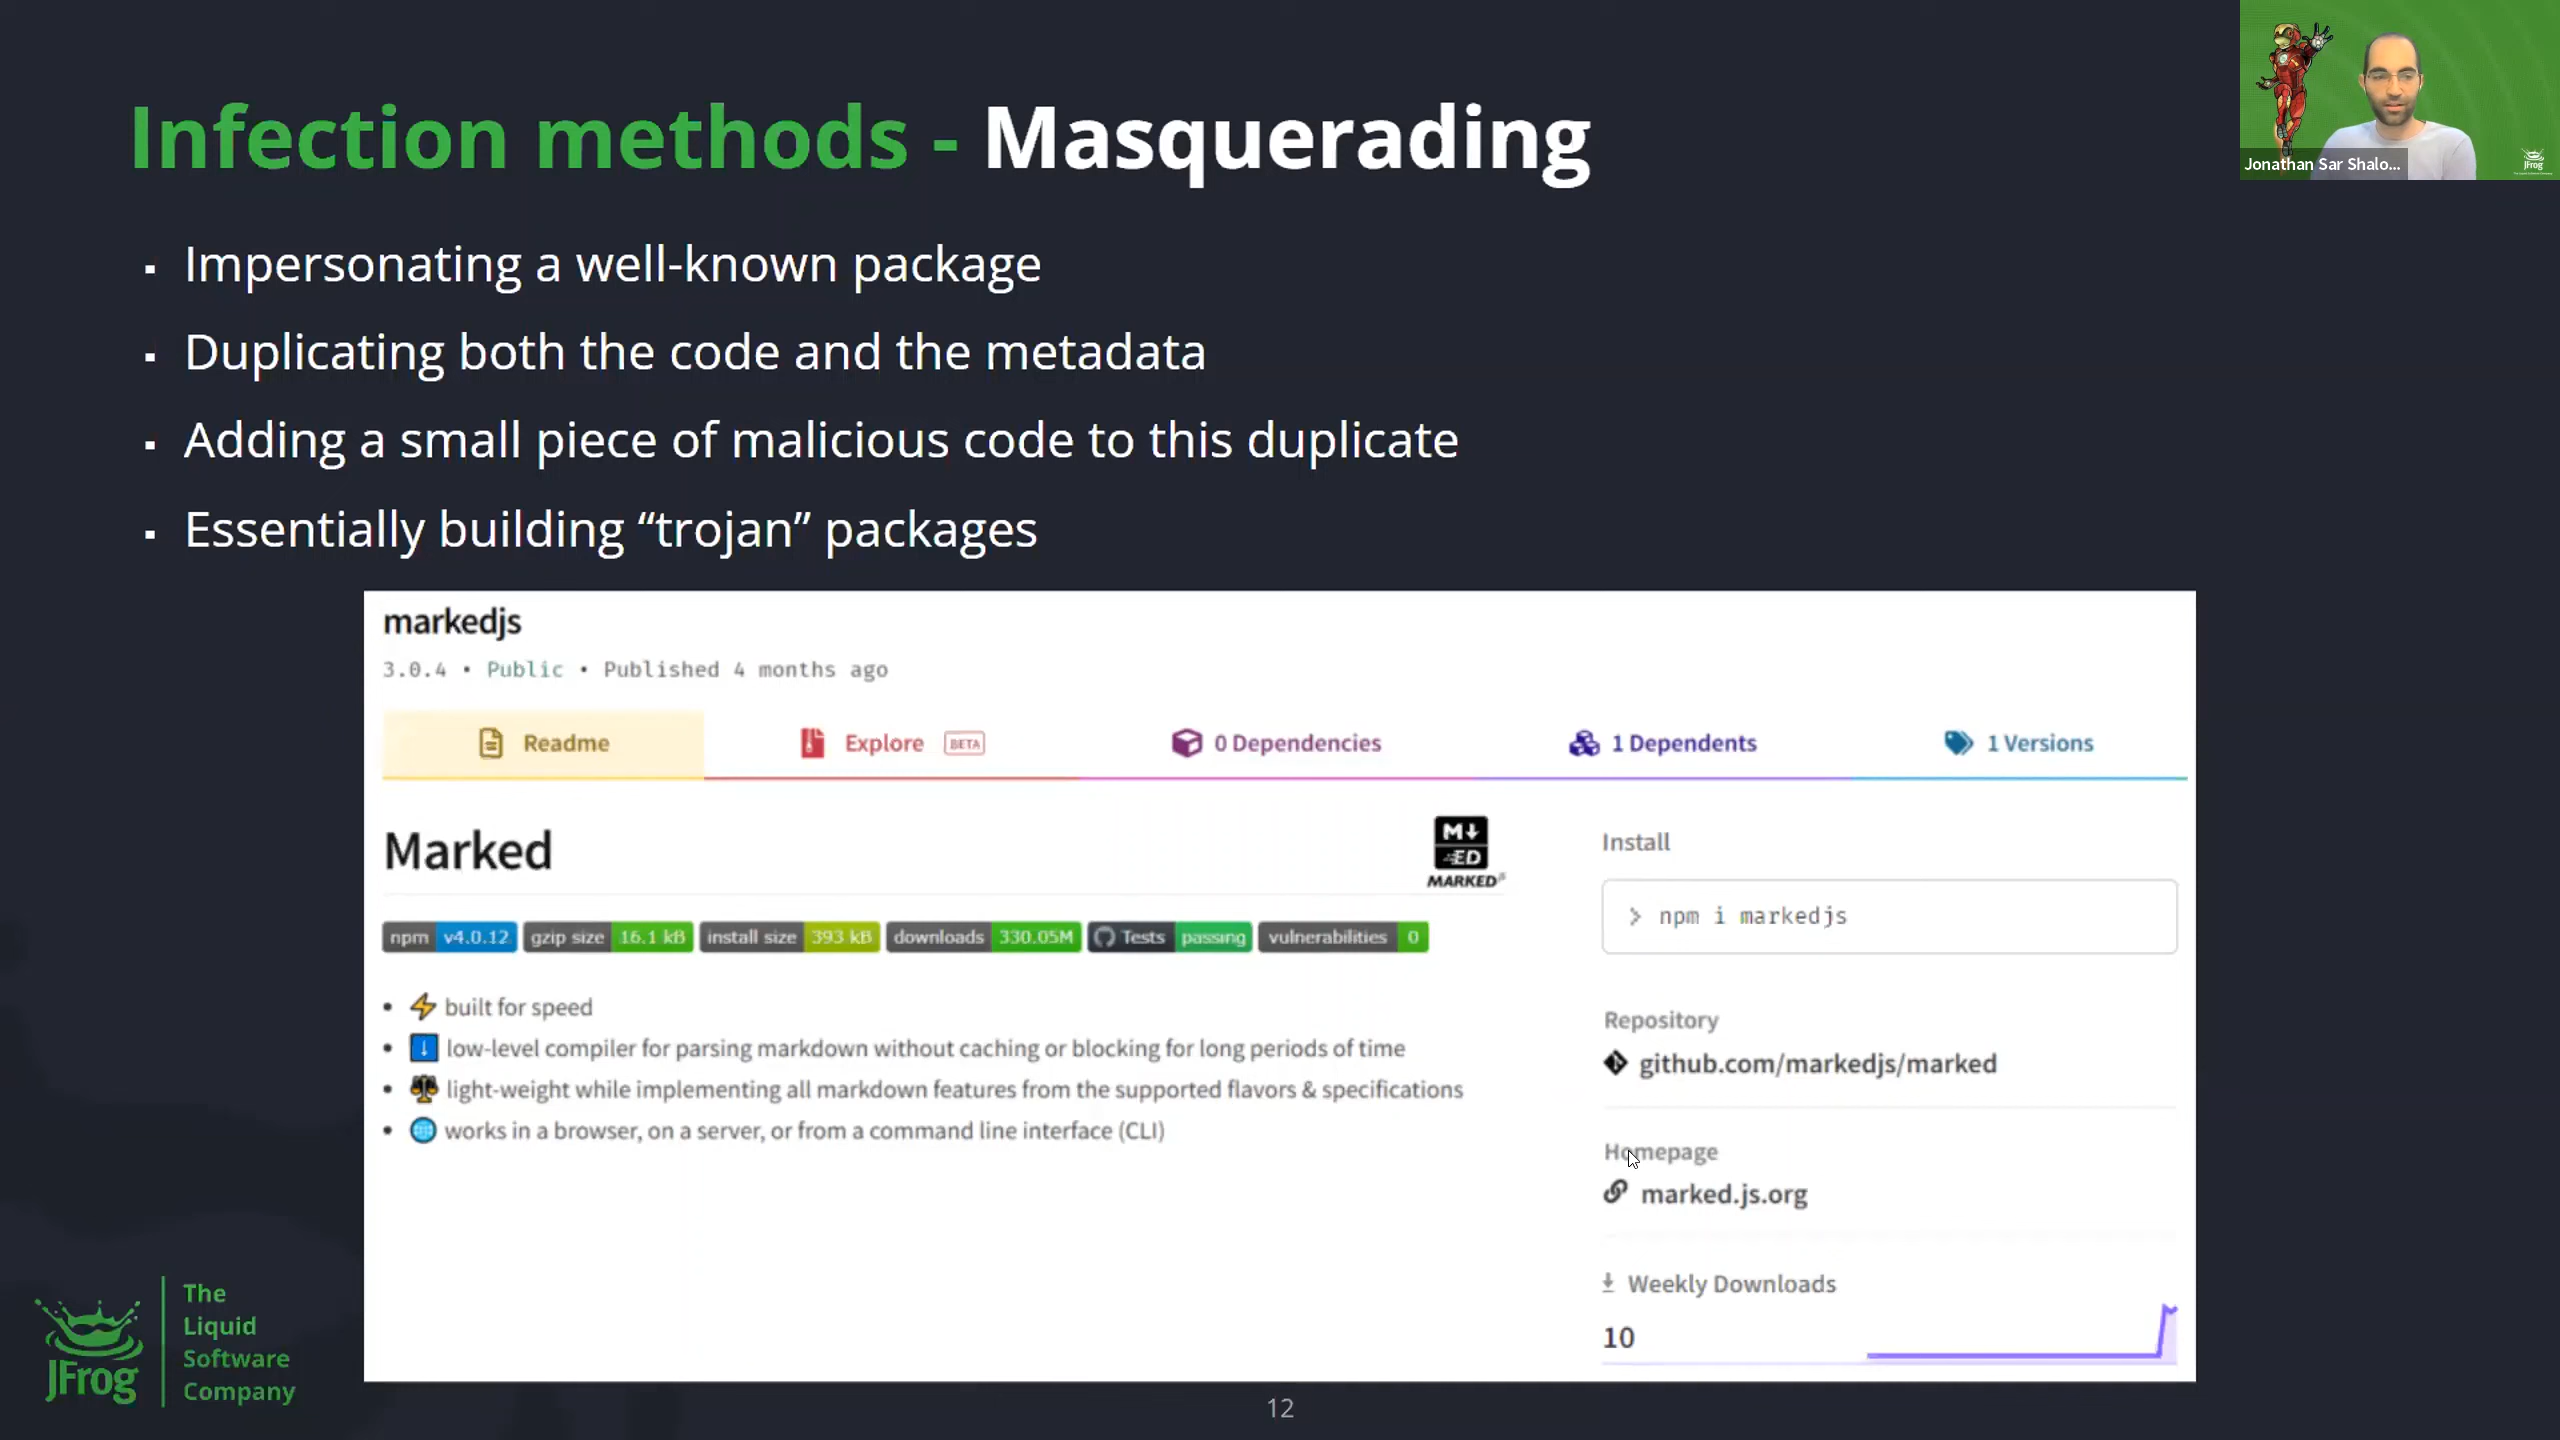 Infection methods - Masquerading
Jonathan Sar Shalo...
JFrog
▪ Impersonating a well-known package
▪ Duplicating both the code and the metadata
▪ Adding a small piece of malicious code to this duplicate
▪ Essentially building “trojan” packages
markedjs
3.0.4 • Public • Published 4 months ago
Readme
Explore BETA
0 Dependencies
1 Dependents
1 Versions
Marked
M↓
ED
MARKED JS
npm v4.0.12
gzip size 16.1 kB
install size 393 kB
downloads 330.05M
Tests passing
vulnerabilities 0
• ⚡ built for speed
• ⬇️ low-level compiler for parsing markdown without caching or blocking for long periods of time
• ⚖️ light-weight while implementing all markdown features from the supported flavors & specifications
• 🌐 works in a browser, on a server, or from a command line interface (CLI)
Install
> npm i markedjs
Repository
github.com/markedjs/marked
Homepage
marked.js.org
Weekly Downloads
10
JFrog
The
Liquid
Software
Company
12